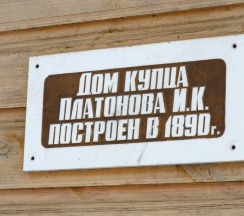 ДОМ КУПЦА
ПЛАТОНОВА И.К.
ПОСТРОЕН В 1890г.